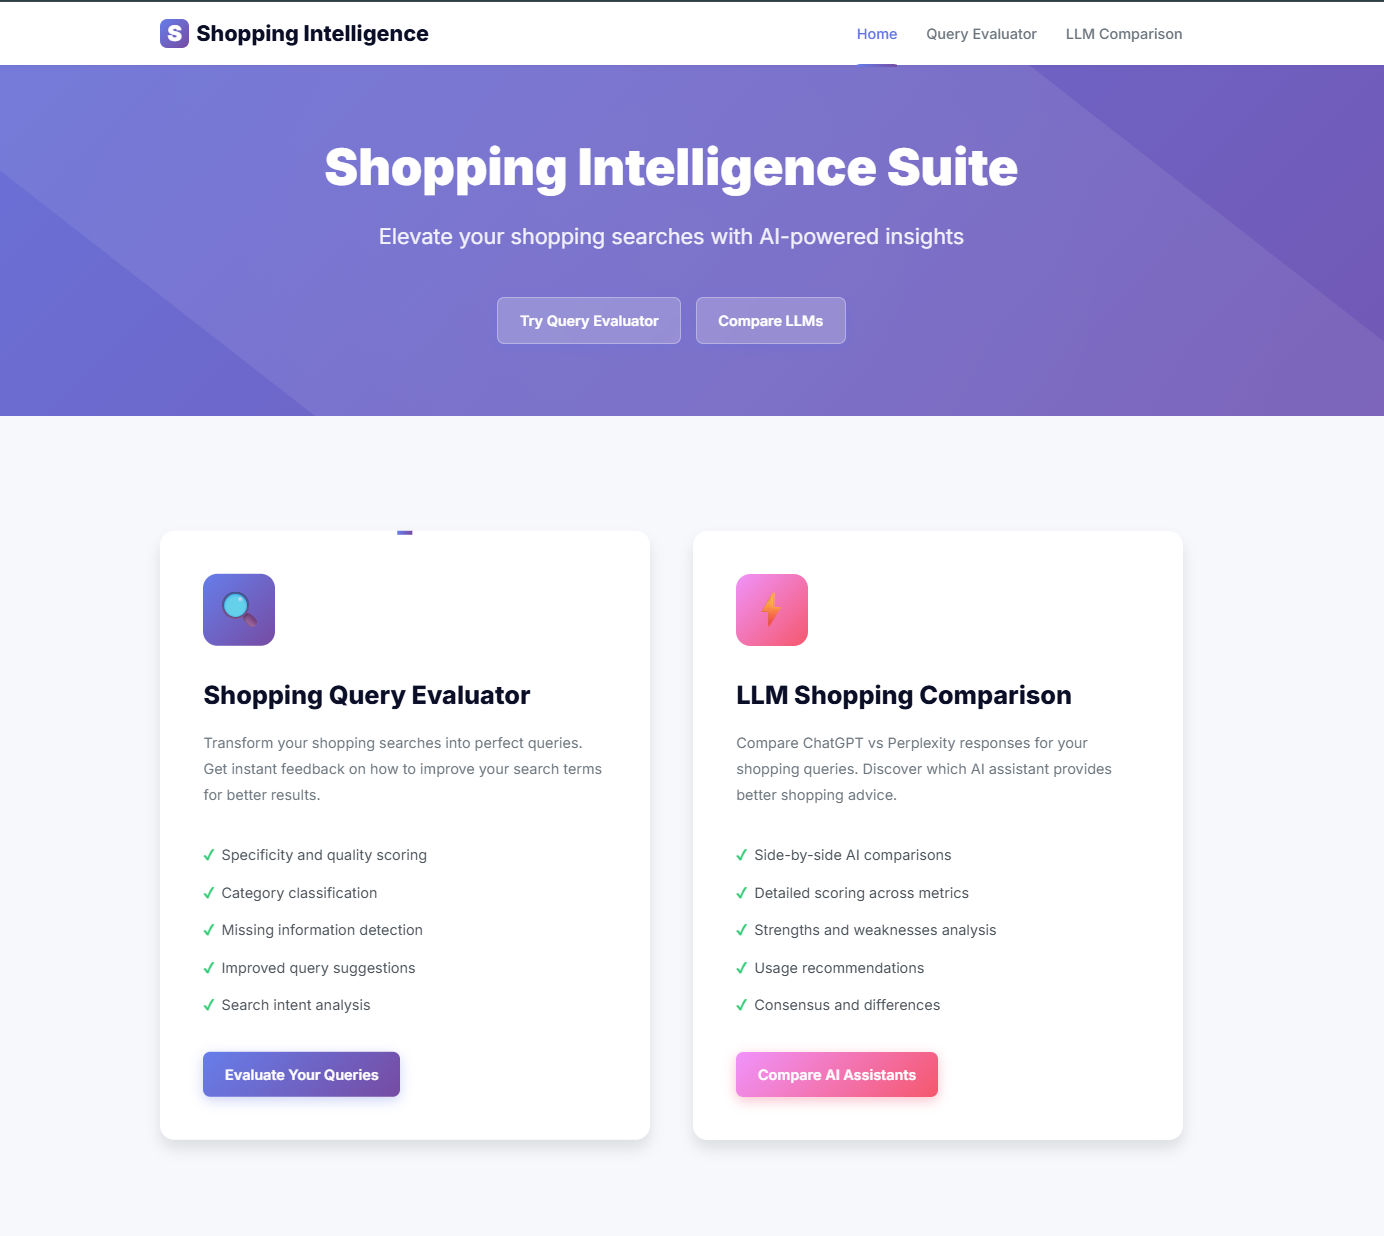 S Shopping Intelligence
Home Query Evaluator LLM Comparison
Shopping Intelligence Suite
Elevate your shopping searches with AI-powered insights
Try Query Evaluator Compare LLMs
Shopping Query Evaluator
Transform your shopping searches into perfect queries.
Get instant feedback on how to improve your search terms
for better results.
✓ Specificity and quality scoring
✓ Category classification
✓ Missing information detection
✓ Improved query suggestions
✓ Search intent analysis
Evaluate Your Queries
LLM Shopping Comparison
Compare ChatGPT vs Perplexity responses for your
shopping queries. Discover which AI assistant provides
better shopping advice.
✓ Side-by-side AI comparisons
✓ Detailed scoring across metrics
✓ Strengths and weaknesses analysis
✓ Usage recommendations
✓ Consensus and differences
Compare AI Assistants